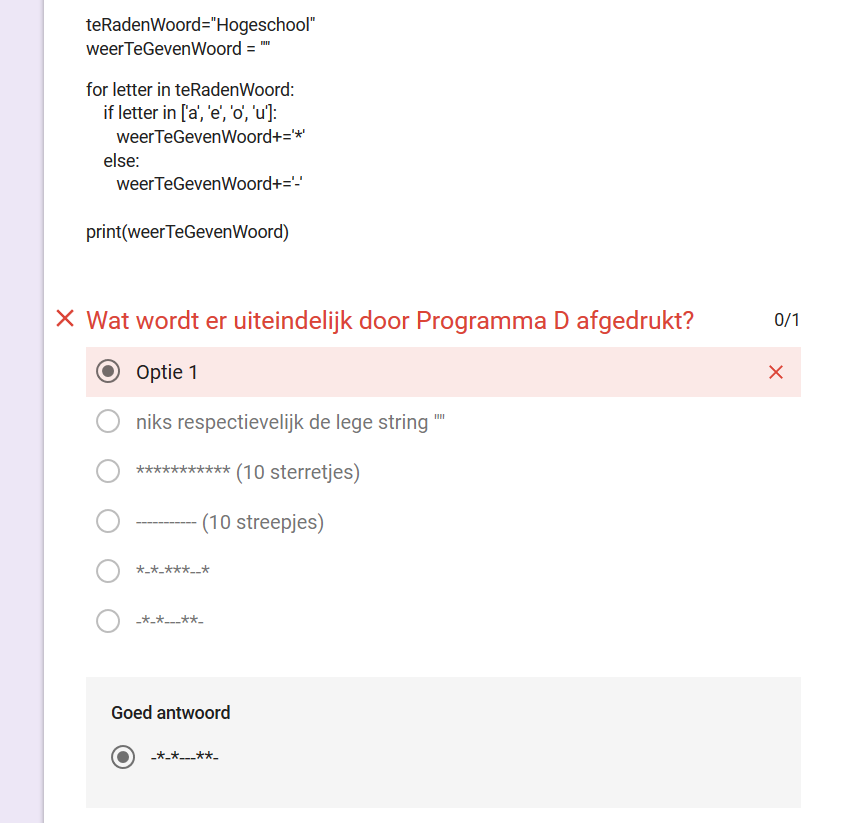 teRadenWoord="Hogeschool"
weerTeGevenWoord = ""
for letter in teRadenWoord:
if letter in ['a', 'e', 'o', 'u']:
weerTeGevenWoord+='*'
else:
weerTeGevenWoord+='-'
print(weerTeGevenWoord)
Wat wordt er uiteindelijk door Programma D afgedrukt? 0/1
Optie 1
niks respectievelijk de lege string ""
*********** (10 sterretjes)
----------- (10 streepjes)
*-*-***--*
-*-*---**-
Goed antwoord
-*-*---**-